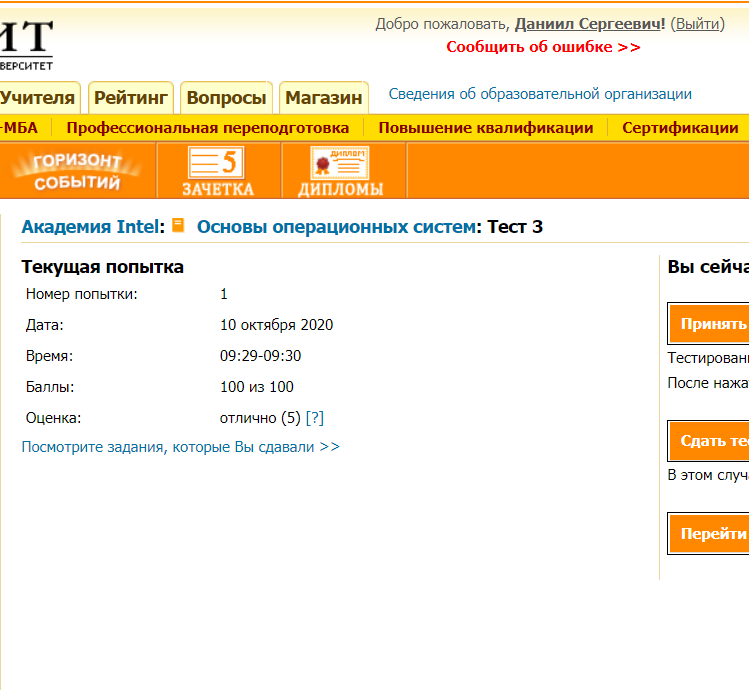 ИТ
ВЕРСИТЕТ
Добро пожаловать, Даниил Сергеевич! (Выйти)
Сообщить об ошибке >>
Учителя Рейтинг Вопросы Магазин Сведения об образовательной организации
-МБА Профессиональная переподготовка Повышение квалификации Сертификации
ГОРИЗОНТ СОБЫТИЙ
5
ЗАЧЕТКА
ДИПЛОМ
ДИПЛОМЫ
Академия Intel: Основы операционных систем: Тест 3
Текущая попытка
Номер попытки: 1
Дата: 10 октября 2020
Время: 09:29-09:30
Баллы: 100 из 100
Оценка: отлично (5) [?]
Посмотрите задания, которые Вы сдавали >>
Вы сейча
Принять
Тестирован
После нажа
Сдать те
В этом случ
Перейти